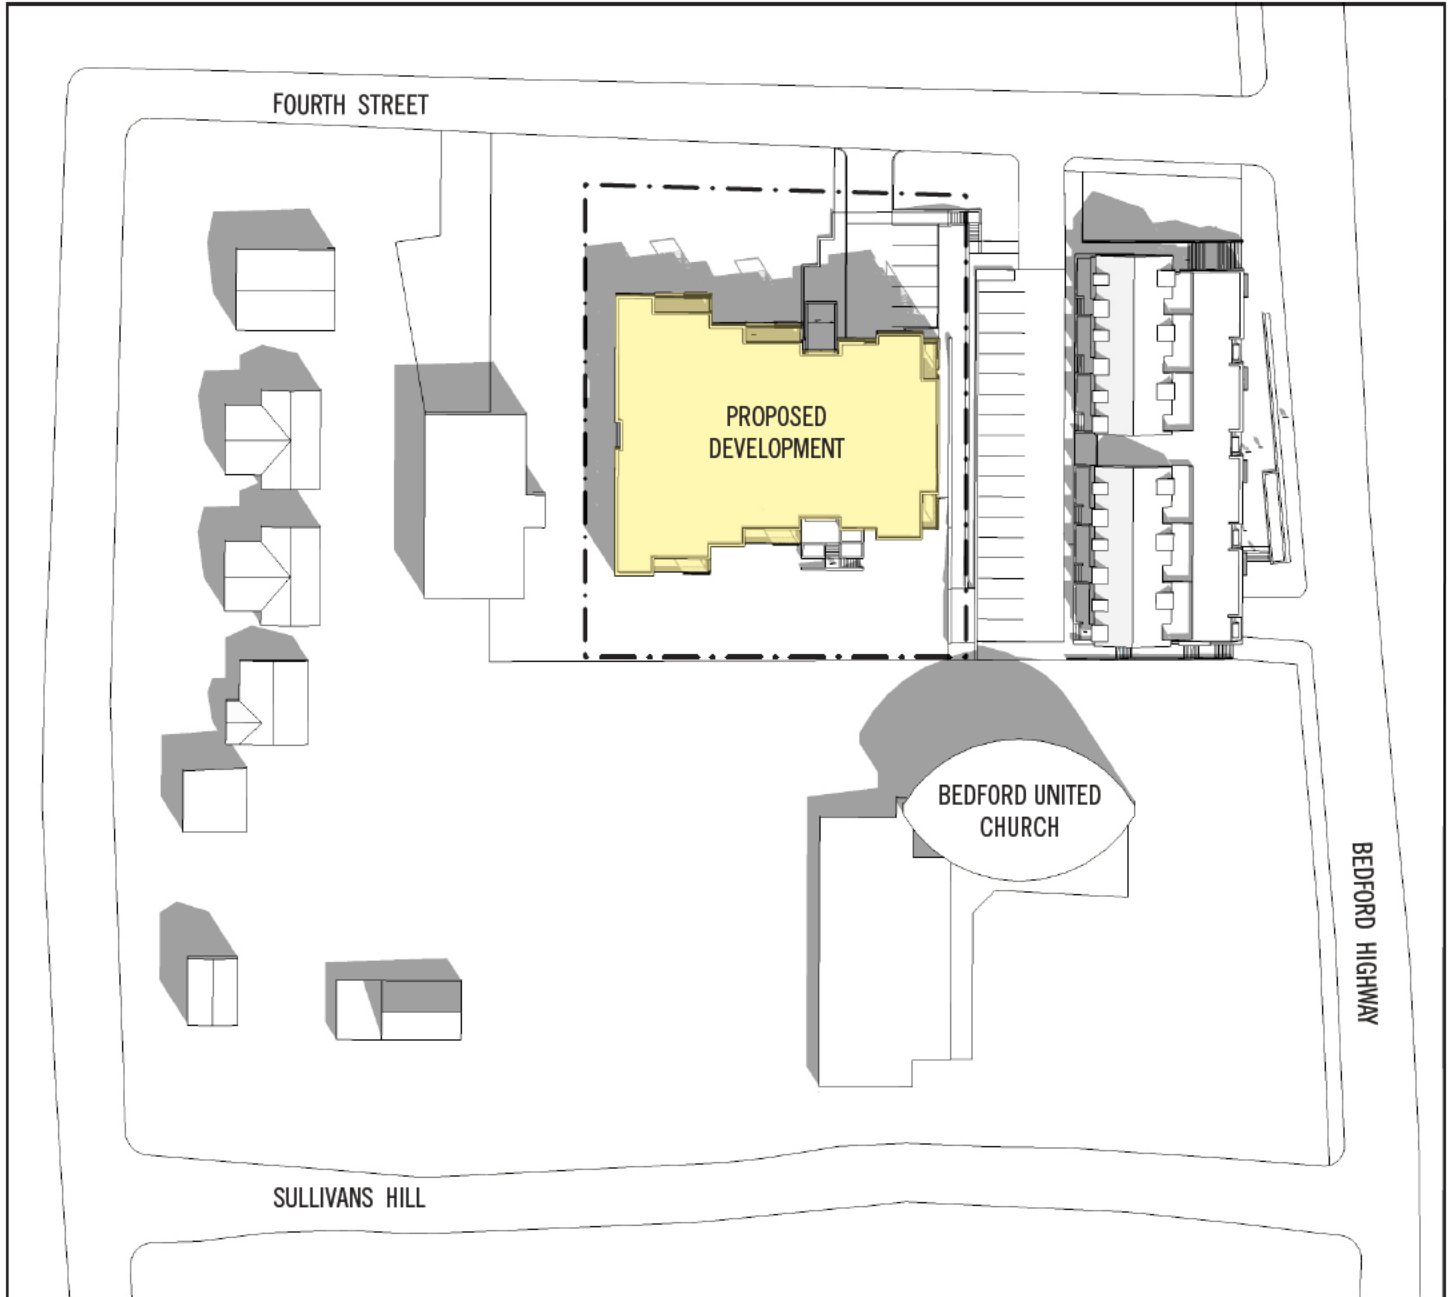 FOURTH STREET
PROPOSED
DEVELOPMENT
BEDFORD UNITED
CHURCH
BEDFORD HIGHWAY
SULLIVANS HILL